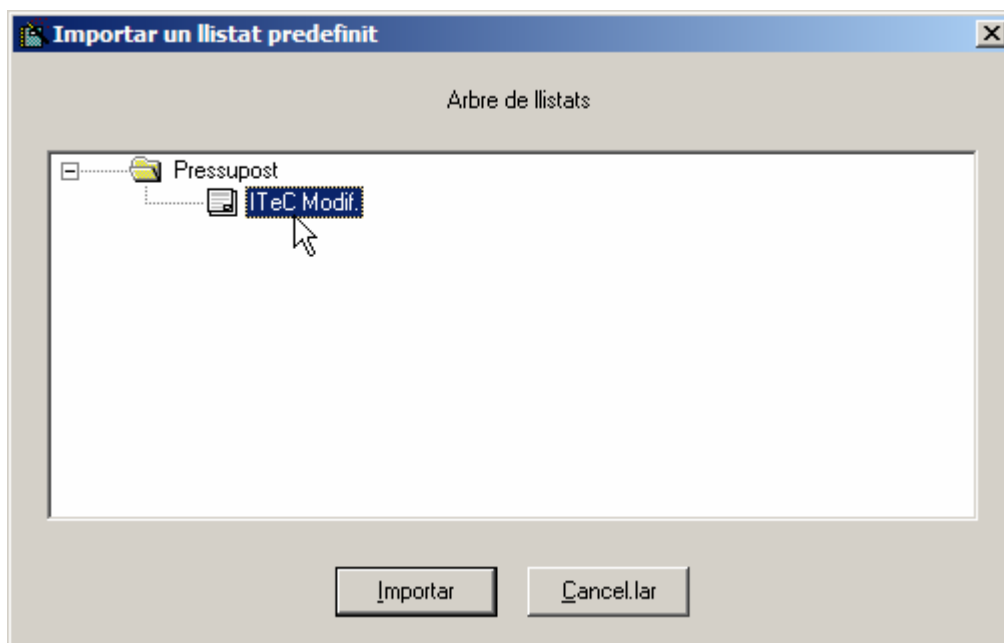 Importar un llistat predefinit
Arbre de llistats
Pressupost
ITeC Modif.
Importar
Cancel.lar